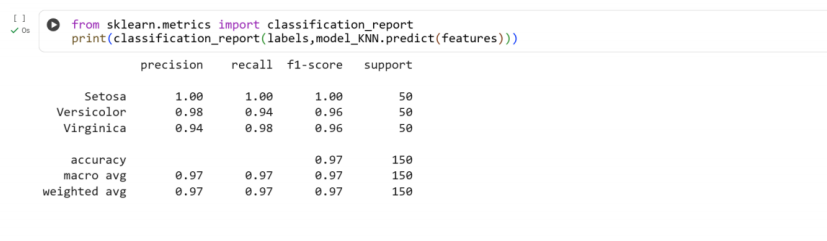 [ ]
0s
from sklearn.metrics import classification_report
print(classification_report(labels,model_KNN.predict(features)))
precision recall f1-score support
Setosa 1.00 1.00 1.00 50
Versicolor 0.98 0.94 0.96 50
Virginica 0.94 0.98 0.96 50
accuracy 0.97 150
macro avg 0.97 0.97 0.97 150
weighted avg 0.97 0.97 0.97 150